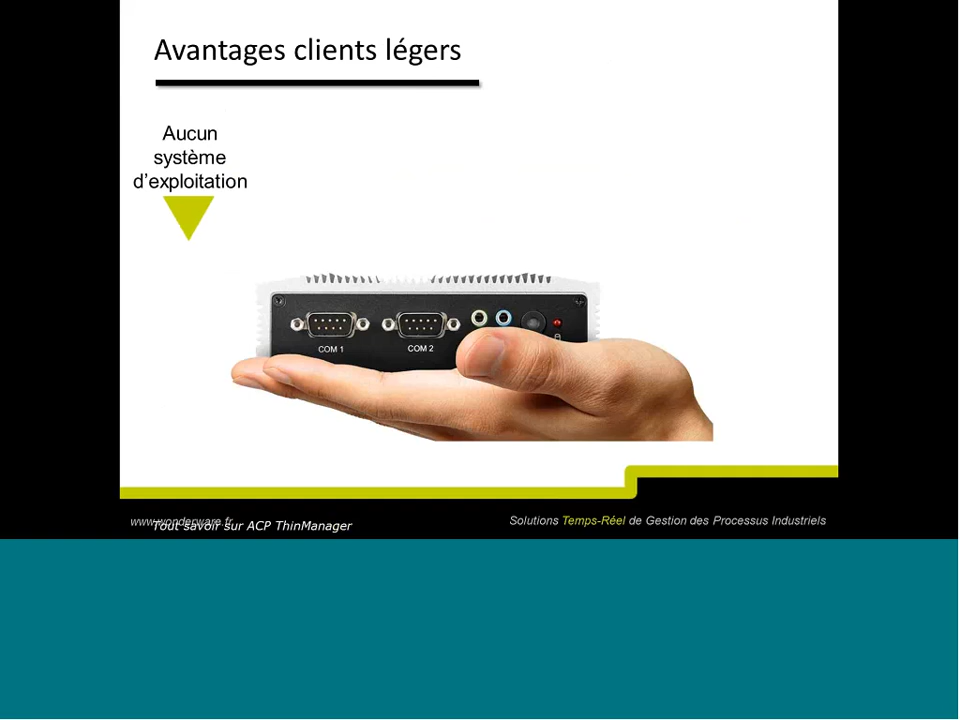 Avantages clients légers
Aucun
système
d'exploitation
COM 1
COM 2
www.wonderware.fr
Tout savoir sur ACP ThinManager
Solutions Temps-Réel de Gestion des Processus Industriels